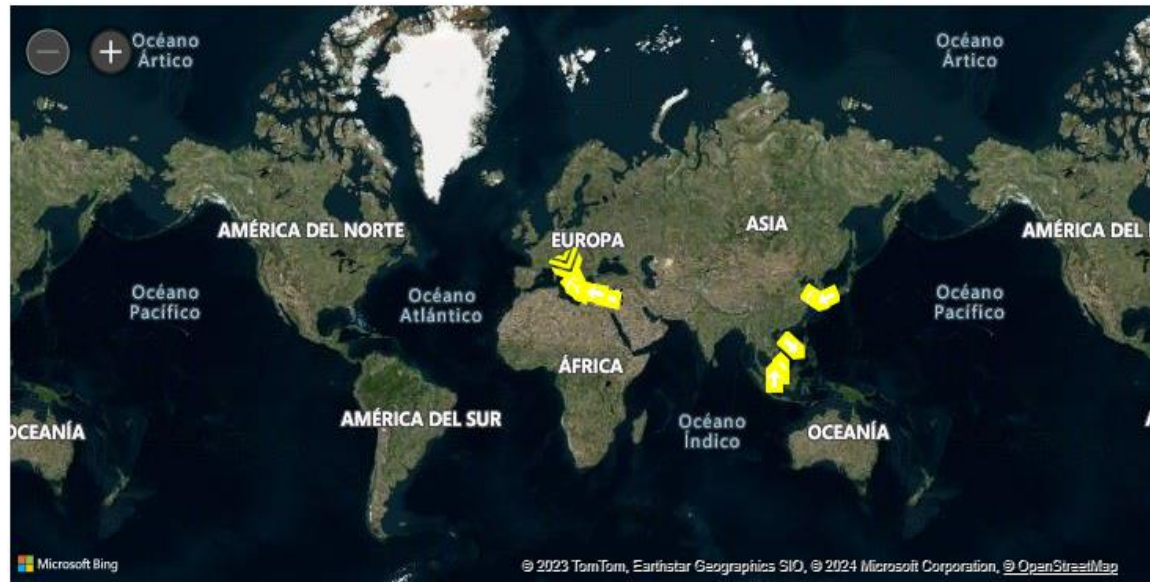 Océano
Ártico
Océano
Ártico
AMÉRICA DEL NORTE
EUROPA
ASIA
AMÉRICA DEL
Océano
Pacífico
Océano
Atlántico
Océano
Pacífico
ÁFRICA
OCEANÍA
AMÉRICA DEL SUR
Océano
Índico
OCEANÍA
Microsoft Bing
© 2023 TomTom, Earthstar Geographics SIO, © 2024 Microsoft Corporation, © OpenStreetMap